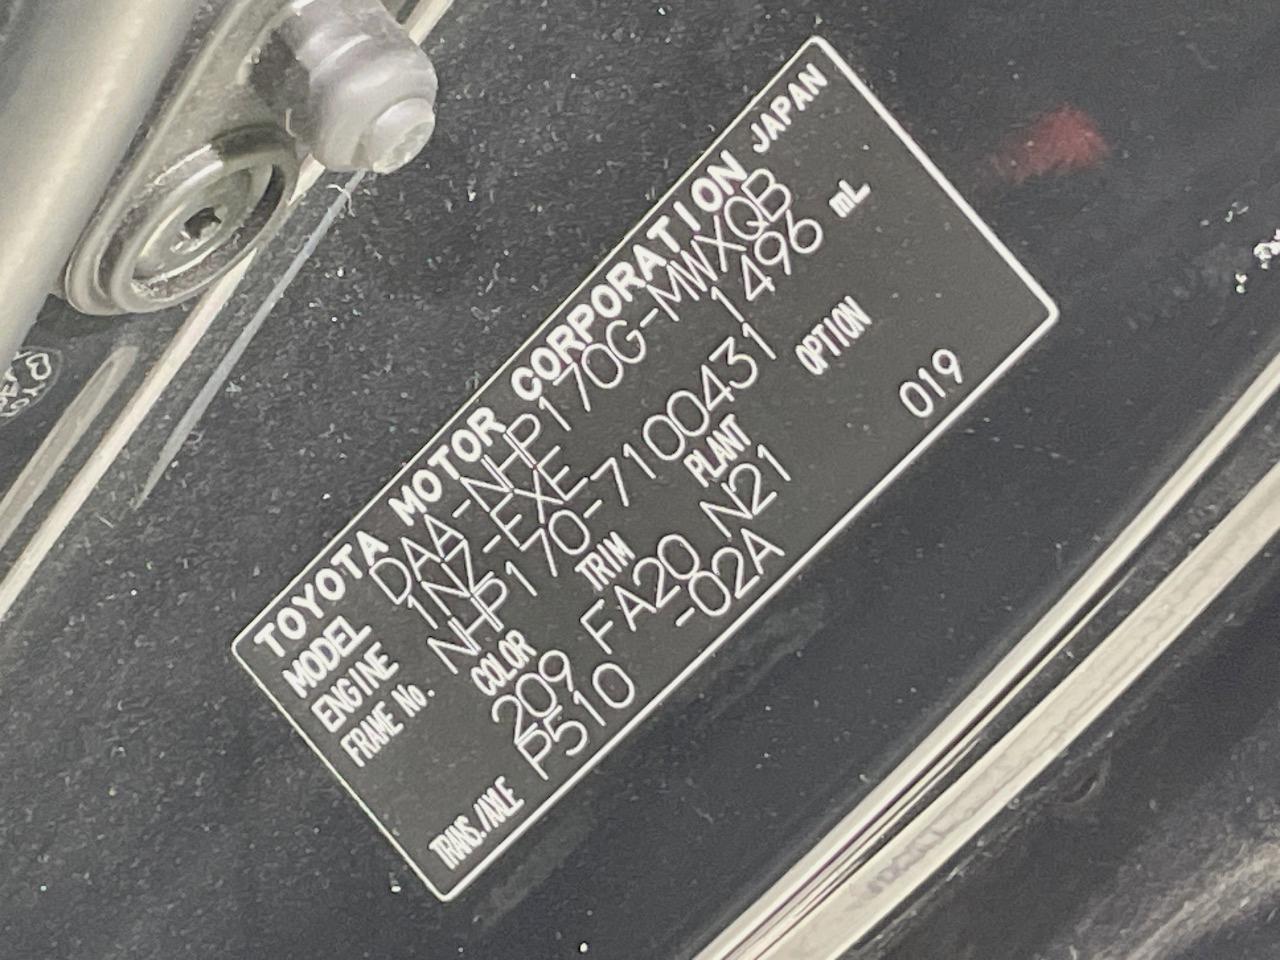 TOYOTA MOTOR CORPORATION JAPAN
MODEL DAA-NHP170G-MWXQB
ENGINE 1NZ-EXE 1496 mL
FRAME No. NHP170-7100431
COLOR TRIM PLANT OPTION
209 FA20 N21 019
TRANS./AXLE P510 -02A